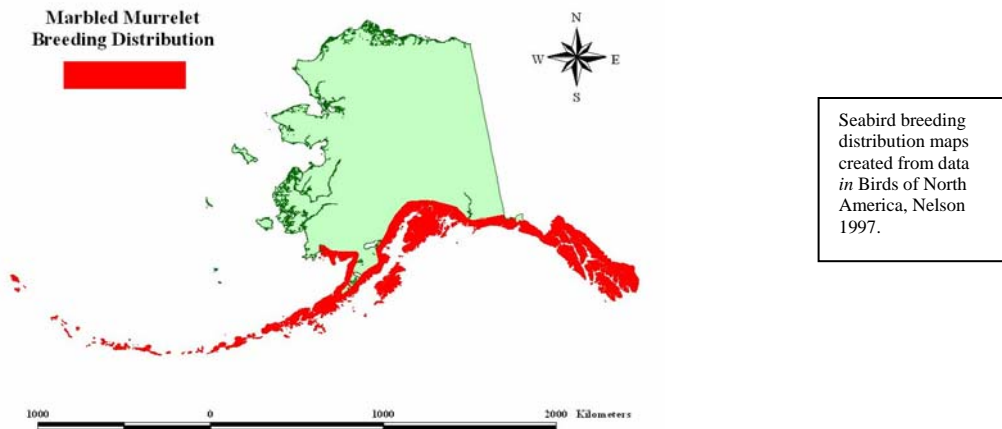 Marbled Murrelet
Breeding Distribution
N
W E
S
Seabird breeding
distribution maps
created from data
in Birds of North
America, Nelson
1997.
1000 0 1000 2000 Kilometers